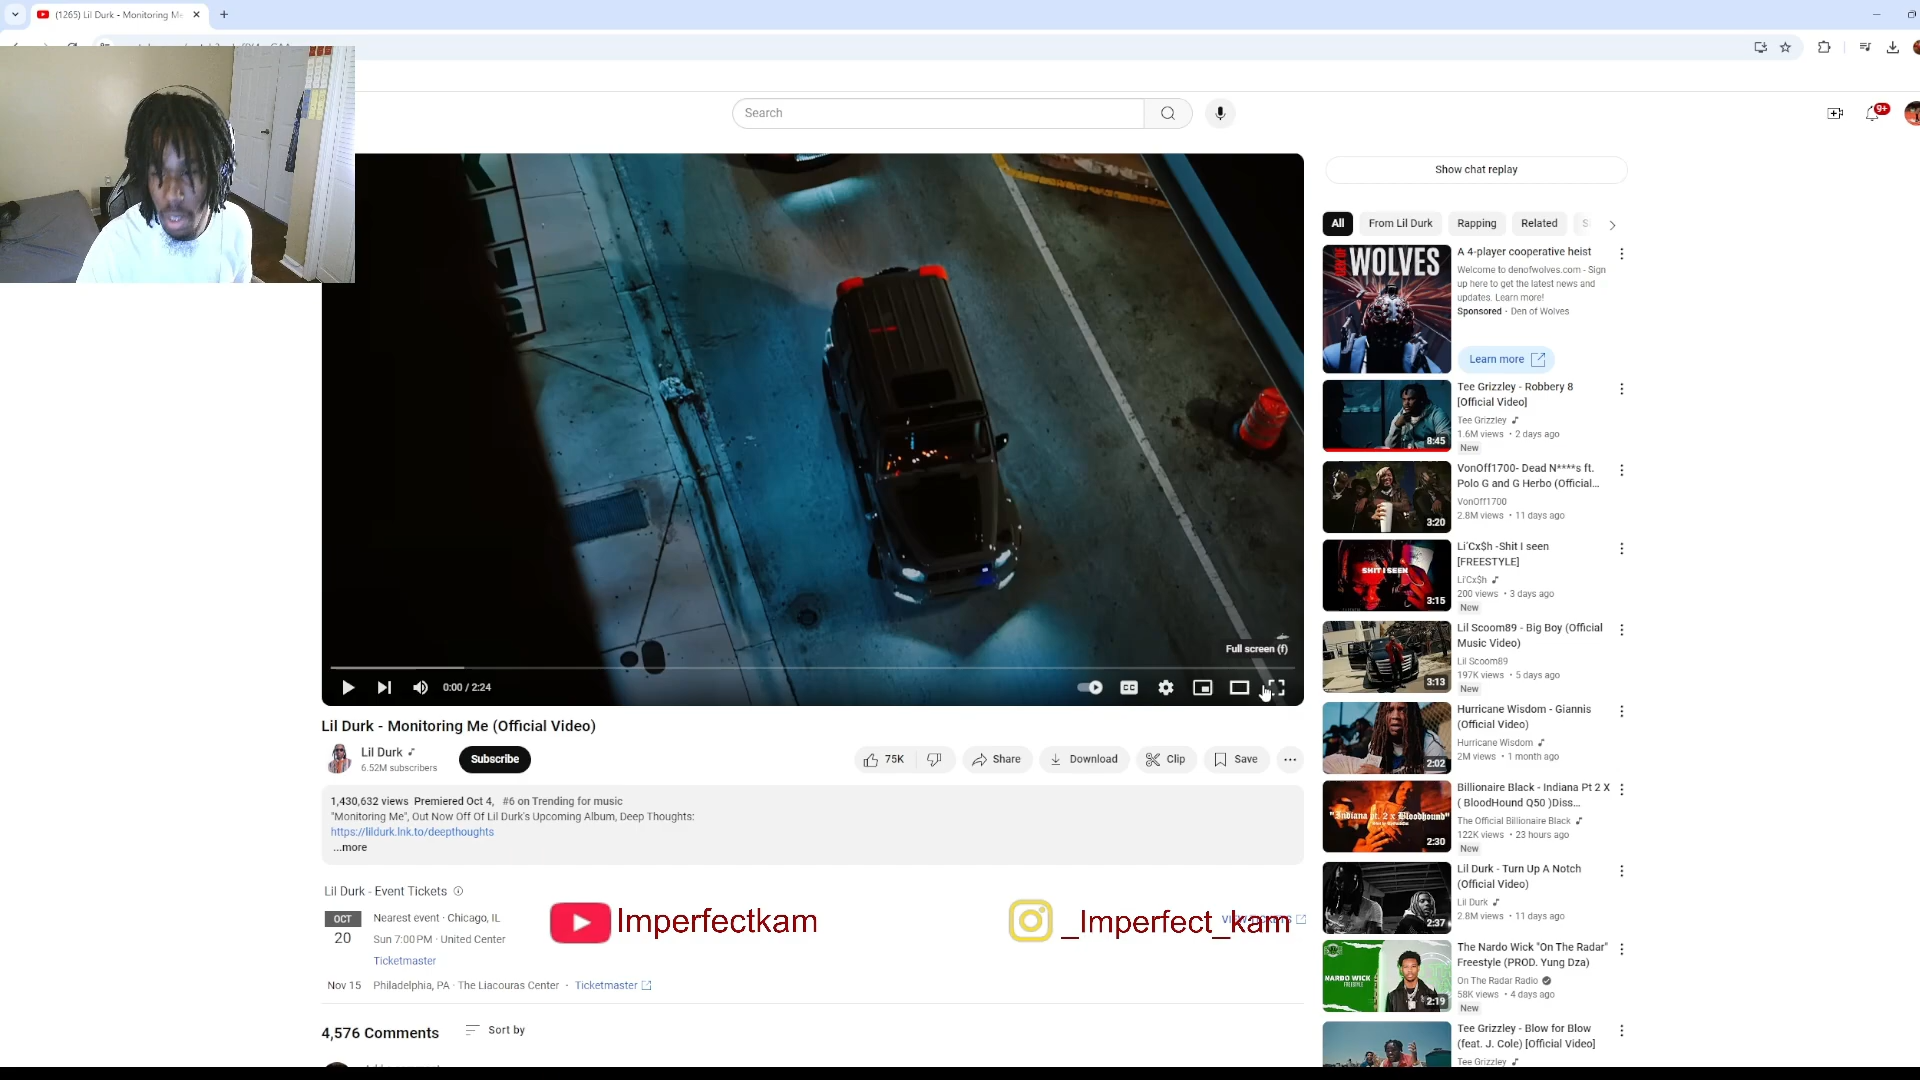 (1265) Lil Durk - Monitoring Me
Search
9+
Full screen (f)
0:00 / 2:24
CC
Lil Durk - Monitoring Me (Official Video)
Lil Durk
6.52M subscribers
Subscribe
75K
Share
Download
Clip
Save
1,430,632 views Premiered Oct 4, #6 on Trending for music
"Monitoring Me", Out Now Off Of Lil Durk's Upcoming Album, Deep Thoughts:
https://lildurk.lnk.to/deepthoughts
...more
Lil Durk - Event Tickets
OCT
20
Nearest event · Chicago, IL
Sun 7:00 PM · United Center
Ticketmaster
Imperfectkam
_Imperfect_kam
Nov 15 Philadelphia, PA · The Liacouras Center · Ticketmaster
4,576 Comments
Sort by
Show chat replay
All
From Lil Durk
Rapping
Related
WOLVES
A 4-player cooperative heist
Welcome to denofwolves.com - Sign
up here to get the latest news and
updates. Learn more!
Sponsored · Den of Wolves
Learn more
8:45
Tee Grizzley - Robbery 8
[Official Video]
Tee Grizzley
1.6M views · 2 days ago
New
3:20
VonOff1700- Dead N****s ft.
Polo G and G Herbo (Official...
VonOff1700
2.8M views · 11 days ago
SHIT I SEEN
3:15
Li'Cx$h -Shit I seen
[FREESTYLE]
Li'Cx$h
200 views · 3 days ago
New
3:13
Lil Scoom89 - Big Boy (Official
Music Video)
Lil Scoom89
197K views · 5 days ago
New
2:02
Hurricane Wisdom - Giannis
(Official Video)
Hurricane Wisdom
2M views · 1 month ago
"Indiana pt. 2 x Bloodhound"
2:30
Billionaire Black - Indiana Pt 2 X
( BloodHound Q50 )Diss...
The Official Billionaire Black
122K views · 23 hours ago
New
2:37
Lil Durk - Turn Up A Notch
(Official Video)
Lil Durk
2.8M views · 11 days ago
NARDO WICK
FREESTYLE
2:19
The Nardo Wick "On The Radar"
Freestyle (PROD. Yung Dza)
On The Radar Radio
58K views · 4 days ago
New
Tee Grizzley - Blow for Blow
(feat. J. Cole) [Official Video]
Tee Grizzley